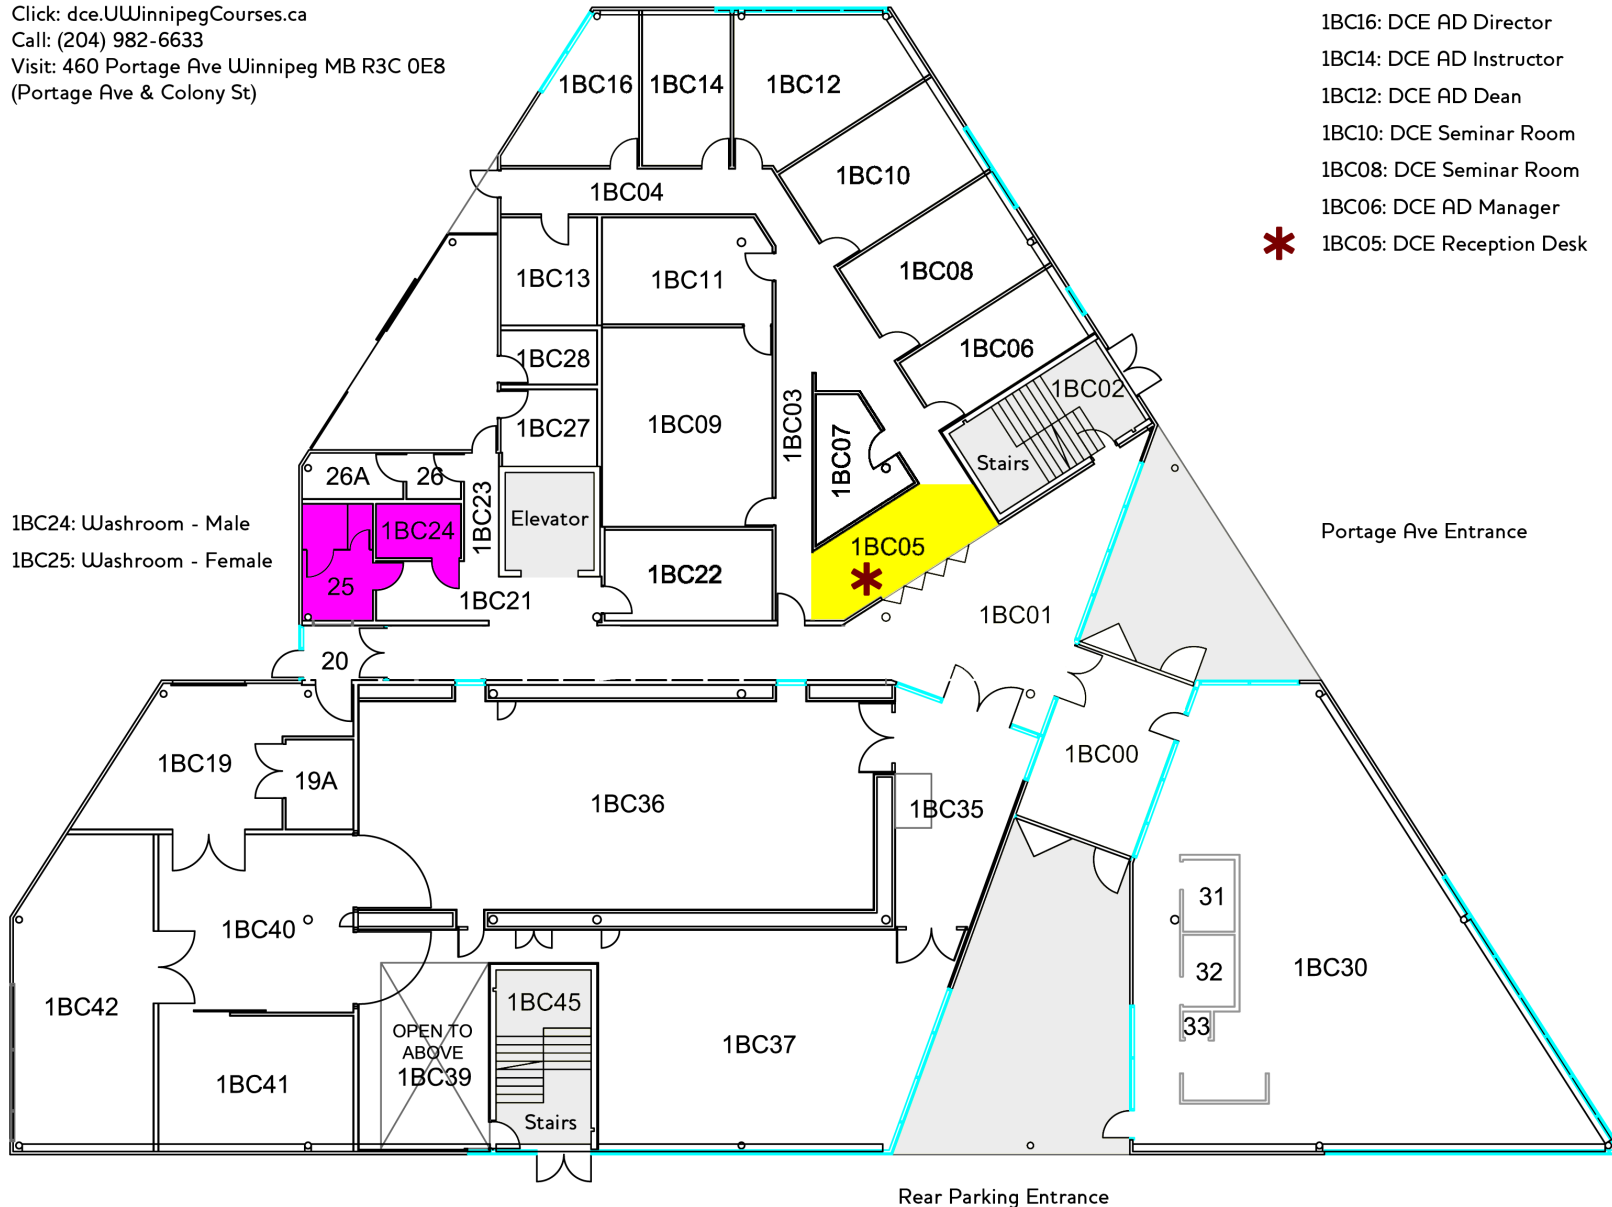 Click: dce.UWinnipegCourses.ca
Call: (204) 982-6633
Visit: 460 Portage Ave Winnipeg MB R3C 0E8
(Portage Ave & Colony St)
1BC16: DCE AD Director
1BC14: DCE AD Instructor
1BC12: DCE AD Dean
1BC10: DCE Seminar Room
1BC08: DCE Seminar Room
1BC06: DCE AD Manager
1BC05: DCE Reception Desk
1BC16
1BC14
1BC12
1BC10
1BC04
1BC13
1BC11
1BC08
1BC06
1BC28
1BC02
1BC27
1BC09
1BC03
1BC07
Stairs
26A
26
1BC23
Elevator
1BC24
1BC24: Washroom - Male
1BC25: Washroom - Female
Portage Ave Entrance
1BC05
25
1BC22
1BC21
1BC01
20
1BC19
19A
1BC36
1BC35
1BC00
31
32
33
1BC30
1BC40
1BC42
1BC41
OPEN TO
ABOVE
1BC39
1BC45
Stairs
1BC37
Rear Parking Entrance